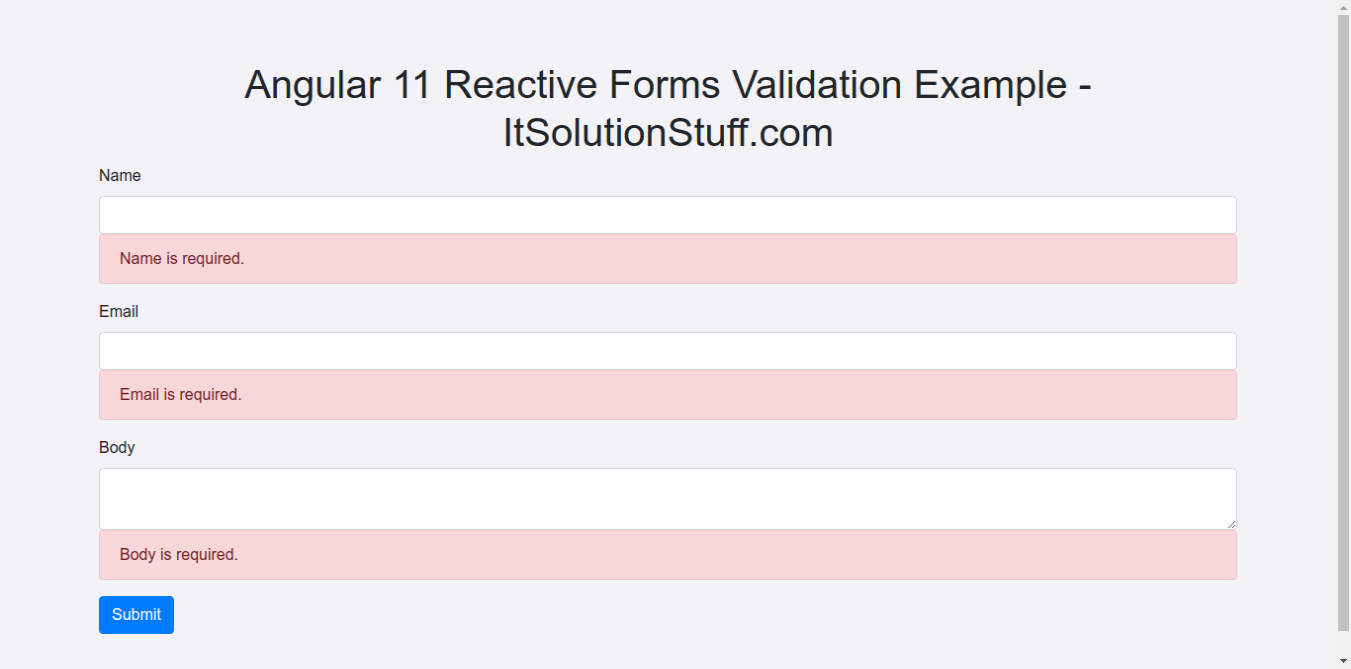 Angular 11 Reactive Forms Validation Example -
ItSolutionStuff.com
Name
Name is required.
Email
Email is required.
Body
Body is required.
Submit